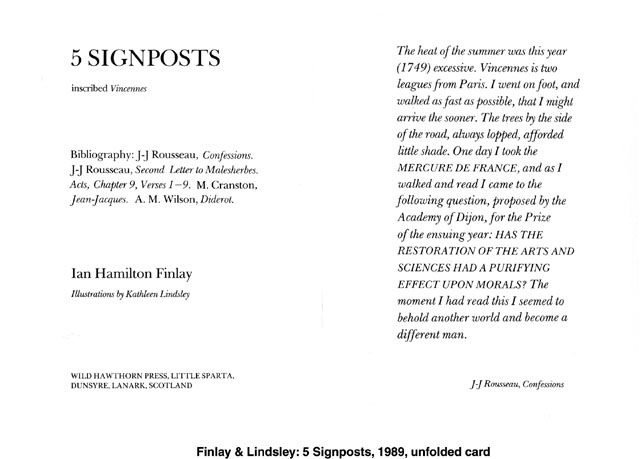 5 SIGNPOSTS
inscribed Vincennes
Bibliography: J-J Rousseau, Confessions.
J-J Rousseau, Second Letter to Malesherbes.
Acts, Chapter 9, Verses 1–9. M. Cranston,
Jean-Jacques. A. M. Wilson, Diderot.
Ian Hamilton Finlay
Illustrations by Kathleen Lindsley
WILD HAWTHORN PRESS, LITTLE SPARTA,
DUNSYRE, LANARK, SCOTLAND
The heat of the summer was this year
(1749) excessive. Vincennes is two
leagues from Paris. I went on foot, and
walked as fast as possible, that I might
arrive the sooner. The trees by the side
of the road, always lopped, afforded
little shade. One day I took the
MERCURE DE FRANCE, and as I
walked and read I came to the
following question, proposed by the
Academy of Dijon, for the Prize
of the ensuing year: HAS THE
RESTORATION OF THE ARTS AND
SCIENCES HAD A PURIFYING
EFFECT UPON MORALS? The
moment I had read this I seemed to
behold another world and become a
different man.
J-J Rousseau, Confessions
Finlay & Lindsley: 5 Signposts, 1989, unfolded card